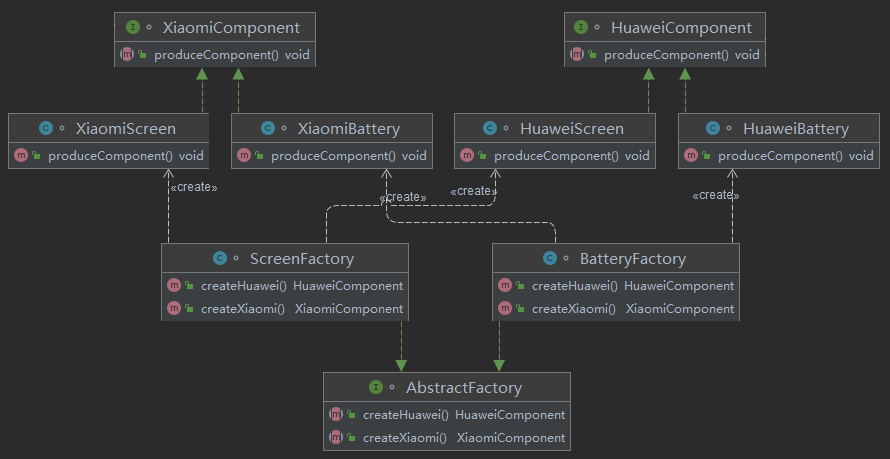 XiaomiComponent
produceComponent() void
HuaweiComponent
produceComponent() void
XiaomiScreen
produceComponent() void
XiaomiBattery
produceComponent() void
HuaweiScreen
produceComponent() void
HuaweiBattery
produceComponent() void
«create»
«create»
«create»
«create»
ScreenFactory
createHuawei() HuaweiComponent
createXiaomi() XiaomiComponent
BatteryFactory
createHuawei() HuaweiComponent
createXiaomi() XiaomiComponent
AbstractFactory
createHuawei() HuaweiComponent
createXiaomi() XiaomiComponent